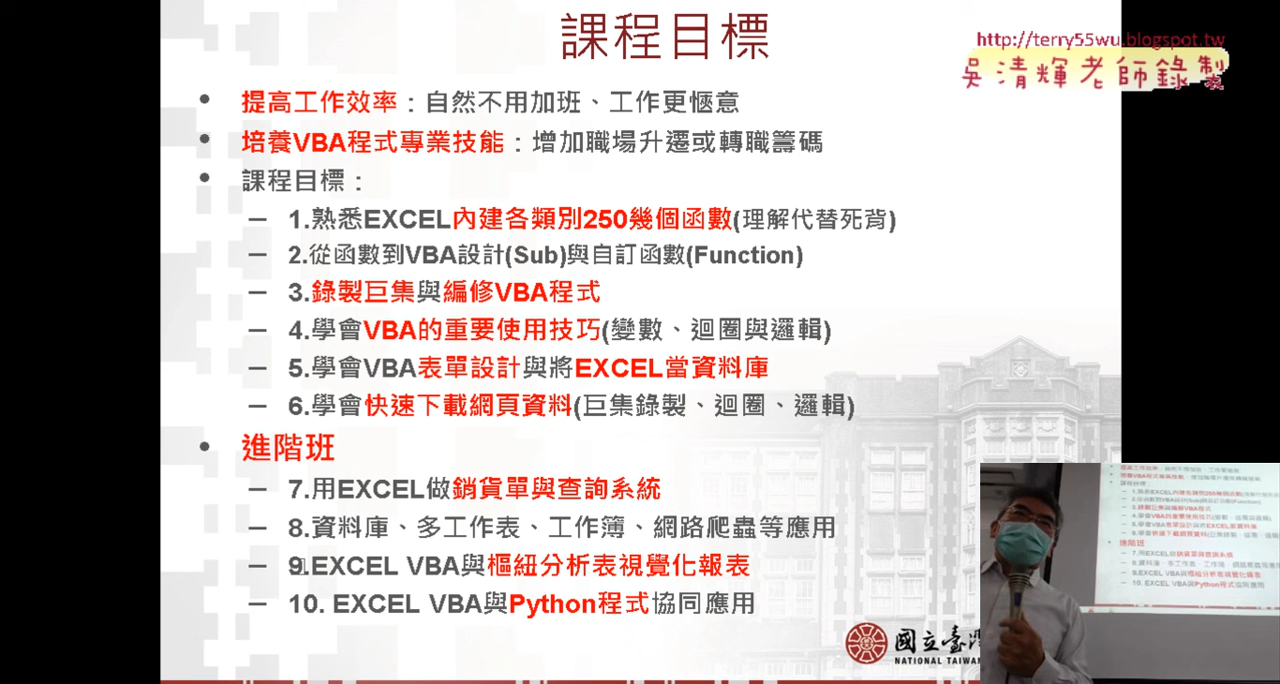 課程目標
http://terry55wu.blogspot.tw
吳清輝老師錄製
• 提高工作效率：自然不用加班、工作更愜意
• 培養VBA程式專業技能：增加職場升遷或轉職籌碼
• 課程目標：
– 1.熟悉EXCEL內建各類別250幾個函數(理解代替死背)
– 2.從函數到VBA設計(Sub)與自訂函數(Function)
– 3.錄製巨集與編修VBA程式
– 4.學會VBA的重要使用技巧(變數、迴圈與邏輯)
– 5.學會VBA表單設計與將EXCEL當資料庫
– 6.學會快速下載網頁資料(巨集錄製、迴圈、邏輯)
• 進階班
– 7.用EXCEL做銷貨單與查詢系統
– 8.資料庫、多工作表、工作簿、網路爬蟲等應用
– 9.EXCEL VBA與樞紐分析表視覺化報表
– 10. EXCEL VBA與Python程式協同應用
國立臺灣
NATIONAL TAIWAN